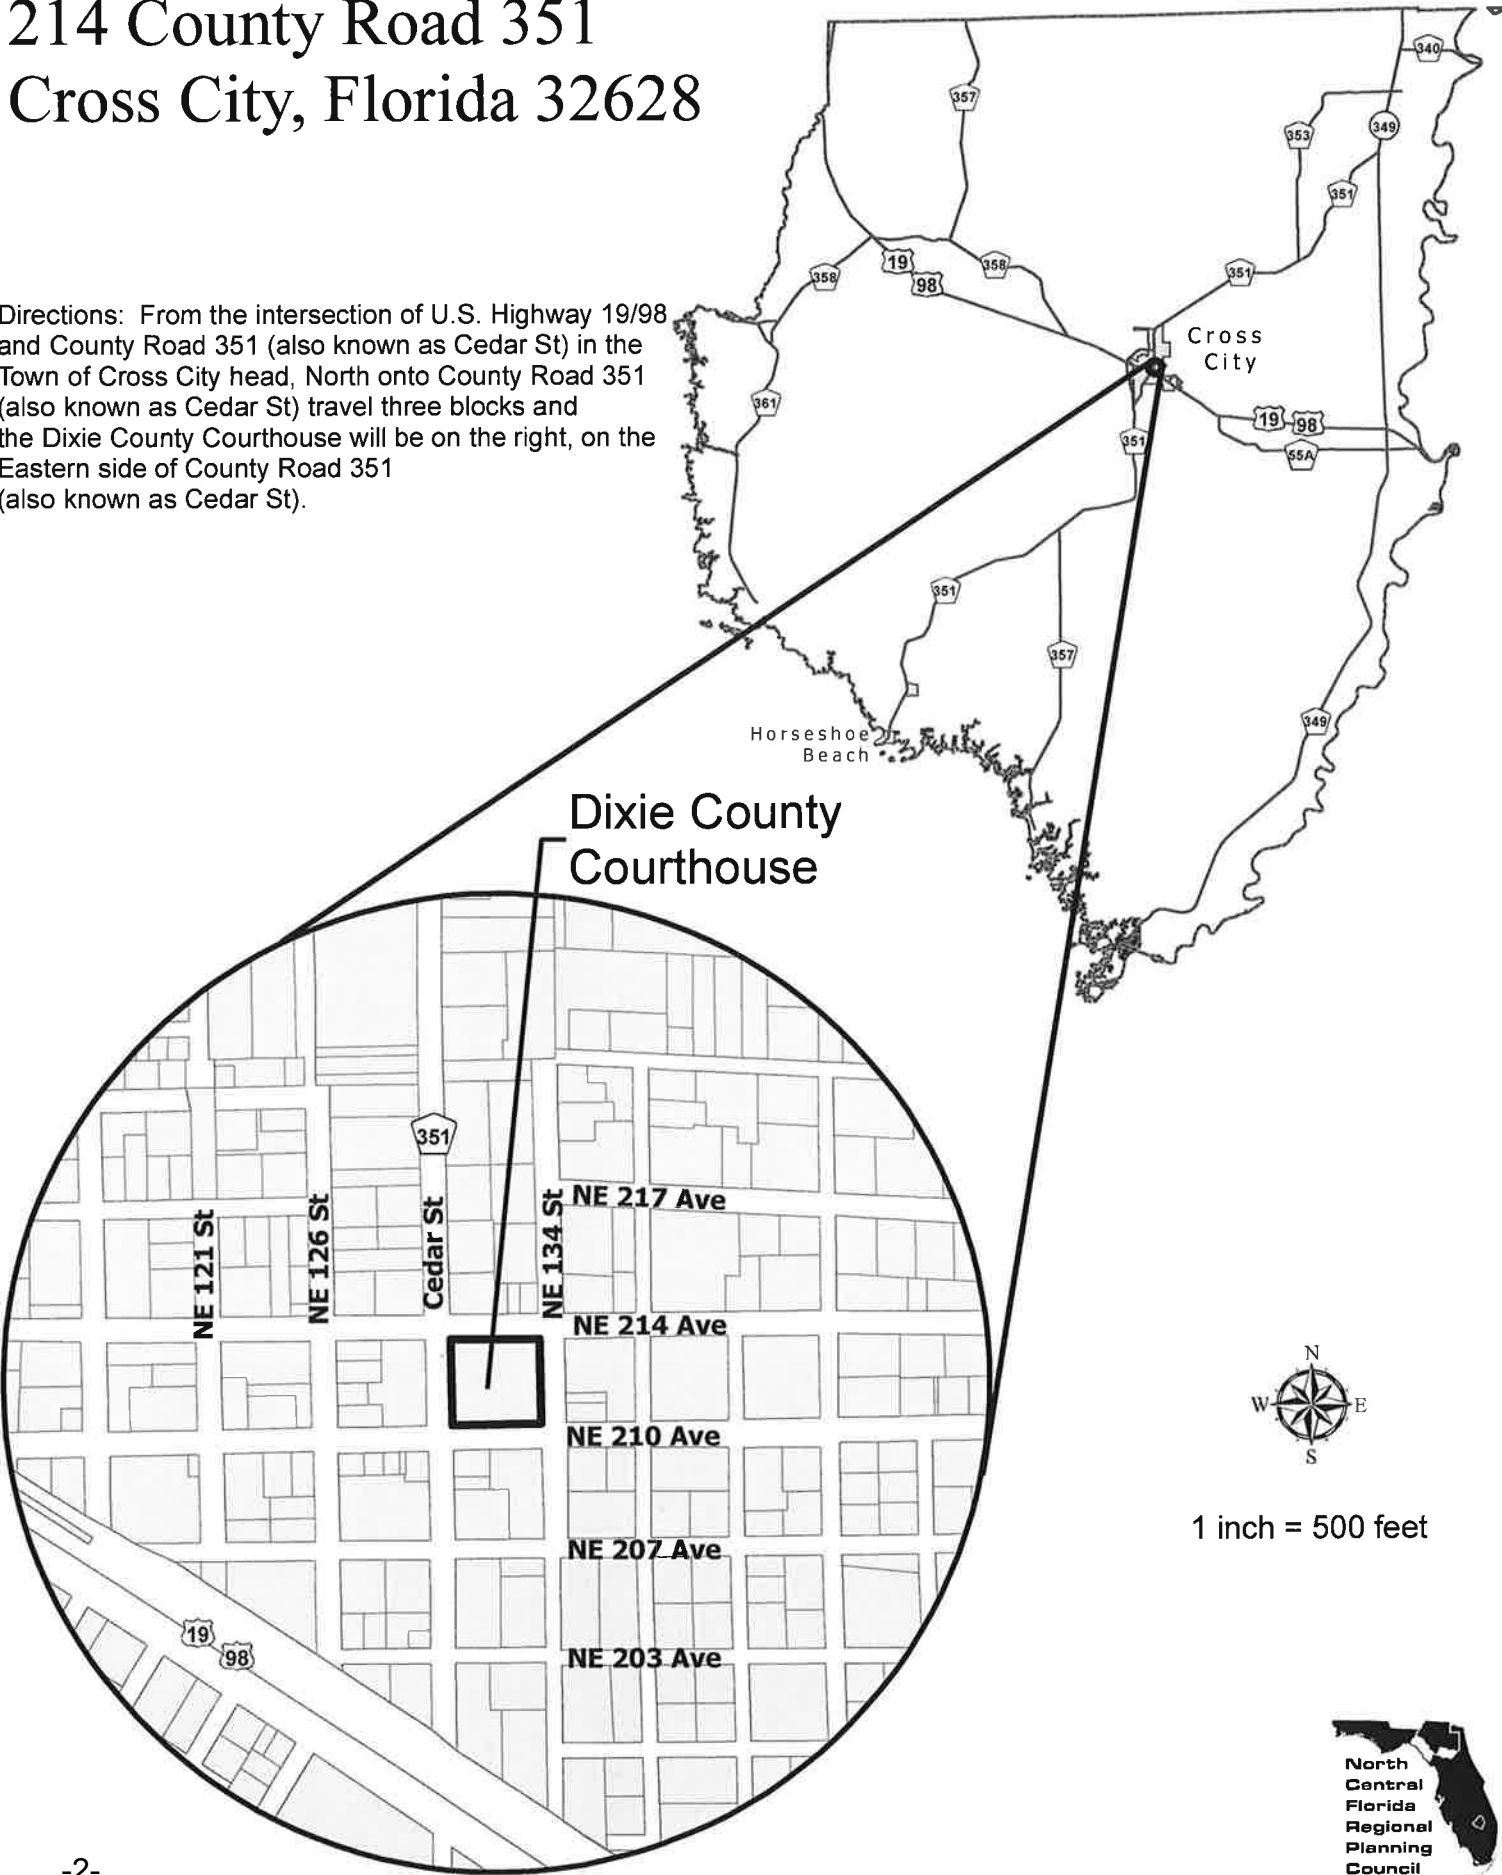 214 County Road 351
Cross City, Florida 32628
Directions:  From the intersection of U.S. Highway 19/98
and County Road 351 (also known as Cedar St) in the
Town of Cross City head, North onto County Road 351
(also known as Cedar St) travel three blocks and
the Dixie County Courthouse will be on the right, on the
Eastern side of County Road 351
(also known as Cedar St).
340
357
353
349
351
358
19
98
358
351
Cross
City
361
351
19
98
55A
351
357
349
Horseshoe
Beach
Dixie County
Courthouse
351
NE 121 St
NE 126 St
Cedar St
NE 134 St
NE 217 Ave
NE 214 Ave
NE 210 Ave
NE 207 Ave
NE 203 Ave
19
98
N
W
E
S
1 inch = 500 feet
North
Central
Florida
Regional
Planning
Council
-2-